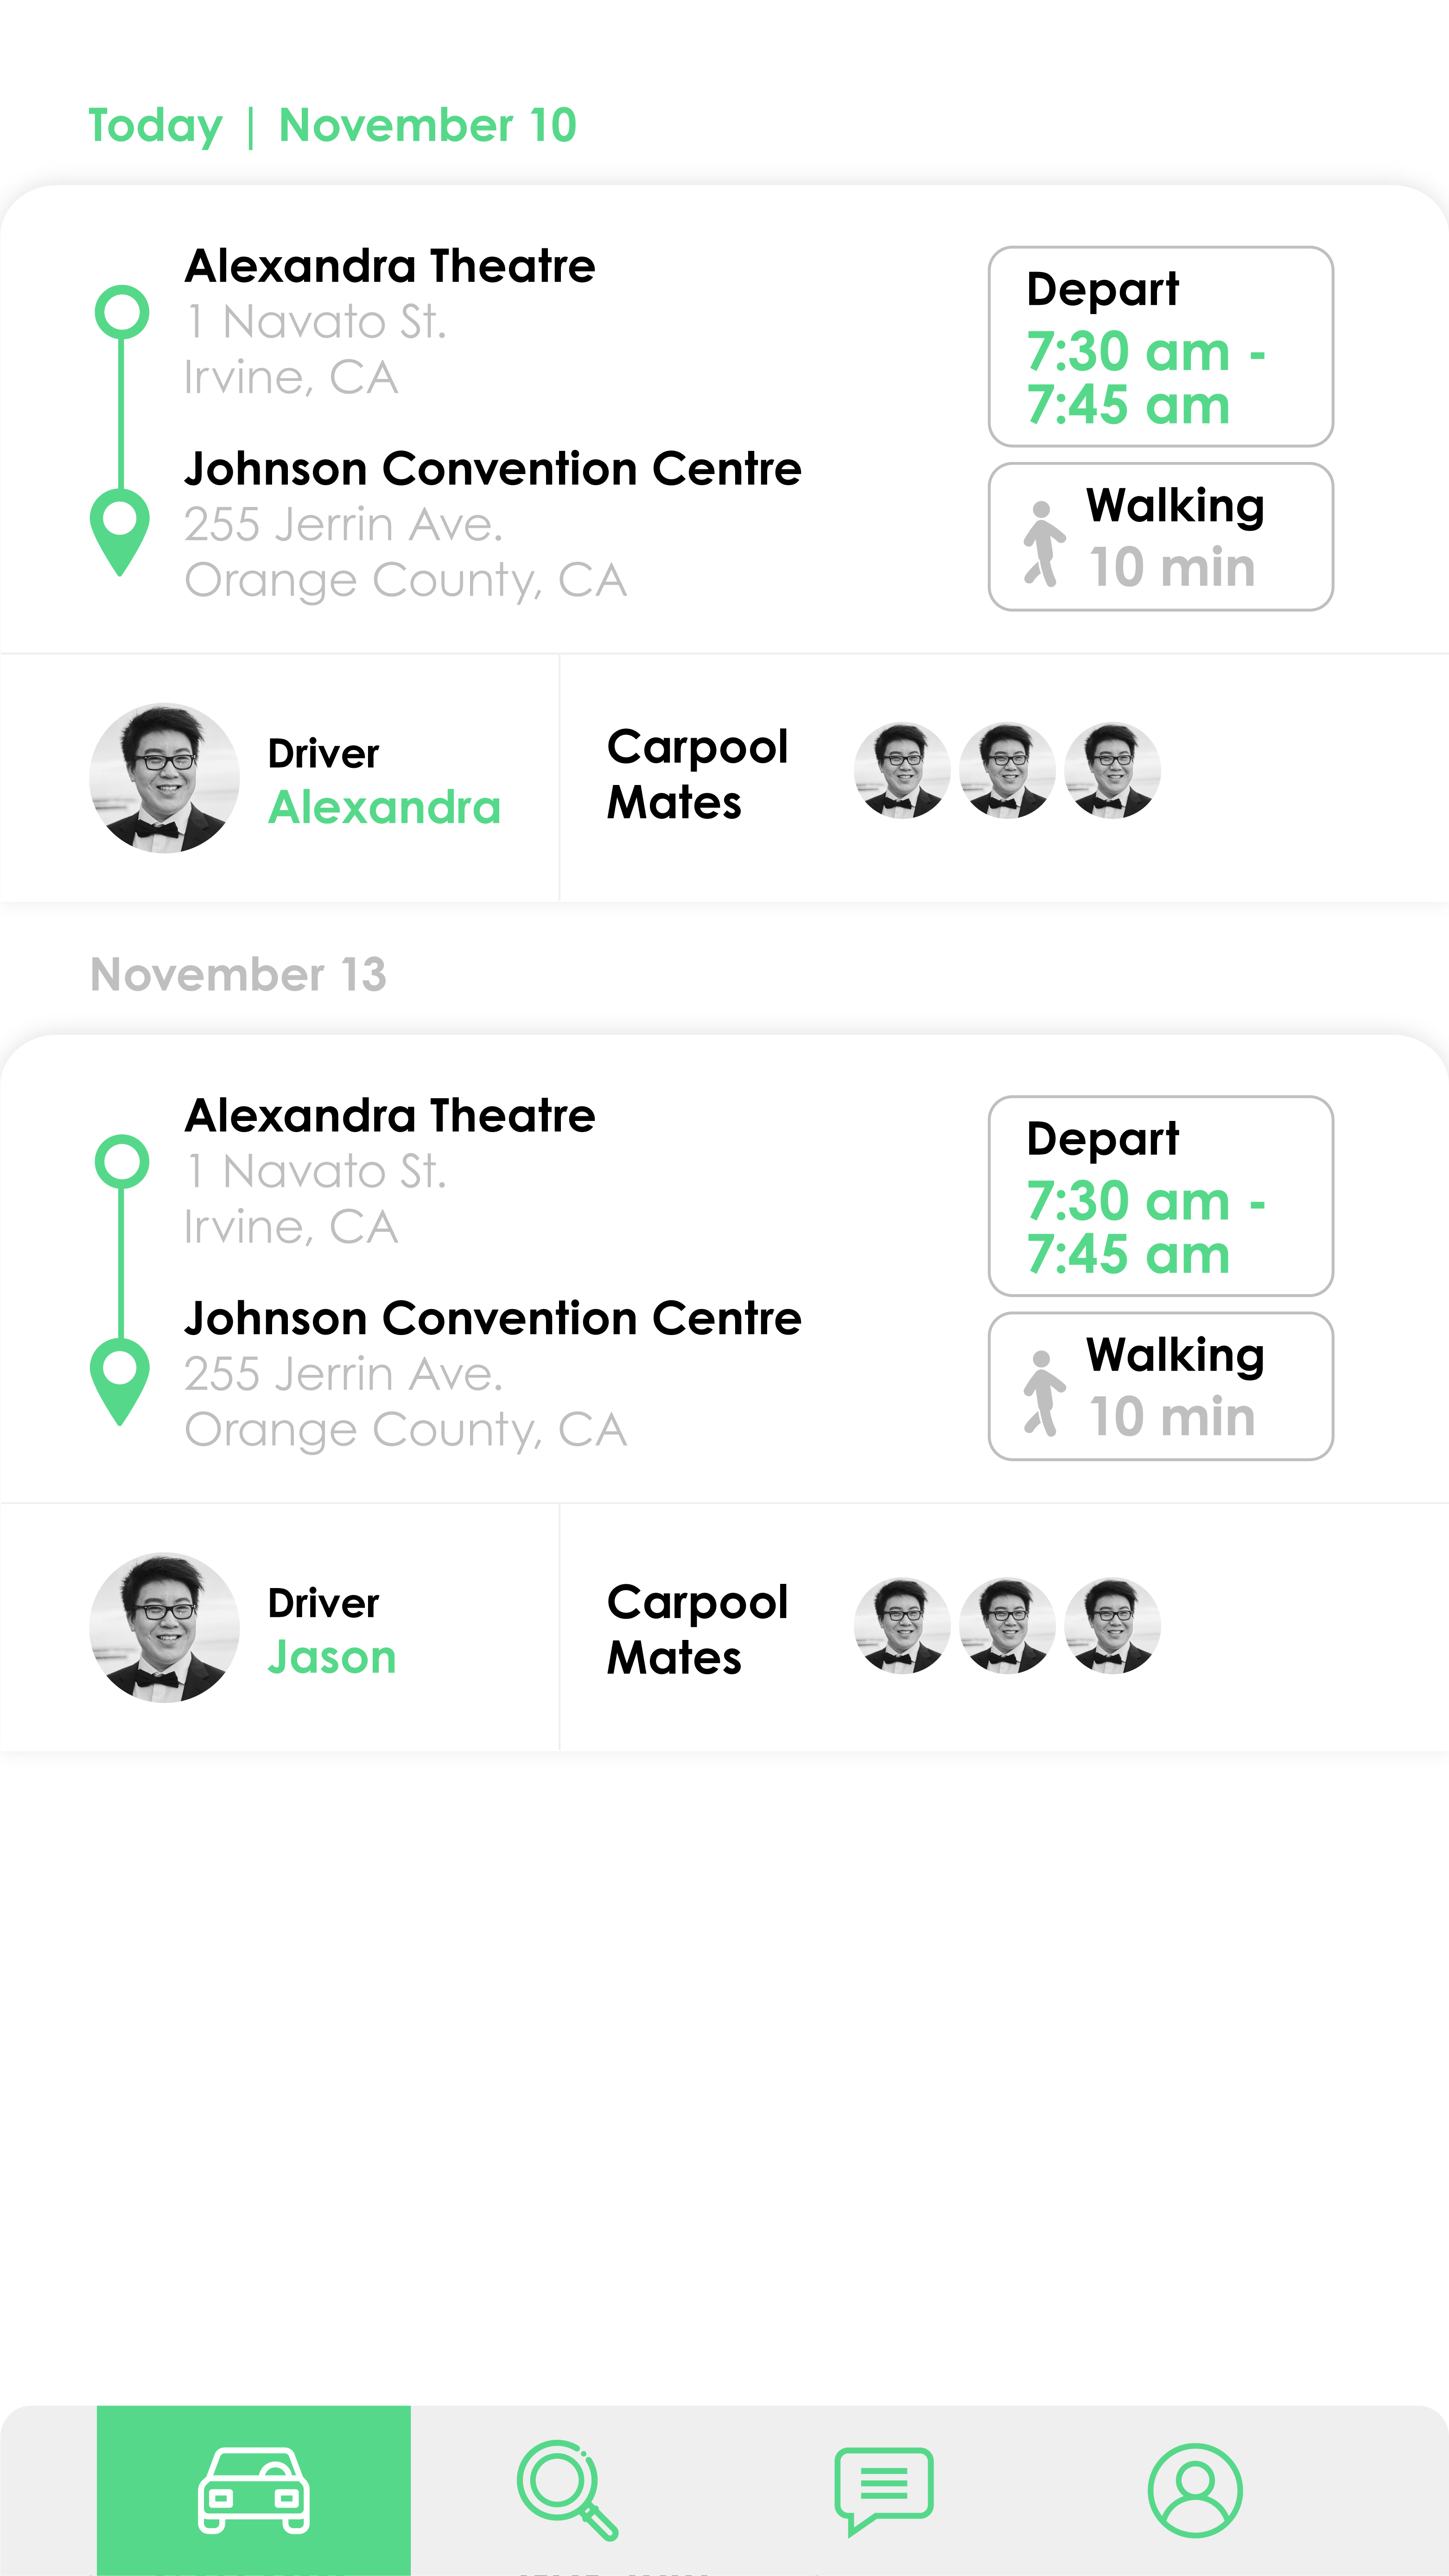 Today | November 10
Alexandra Theatre
1 Navato St.
Irvine, CA
Johnson Convention Centre
255 Jerrin Ave.
Orange County, CA
Depart
7:30 am -
7:45 am
Walking
10 min
Driver
Alexandra
Carpool
Mates
November 13
Alexandra Theatre
1 Navato St.
Irvine, CA
Johnson Convention Centre
255 Jerrin Ave.
Orange County, CA
Depart
7:30 am -
7:45 am
Walking
10 min
Driver
Jason
Carpool
Mates